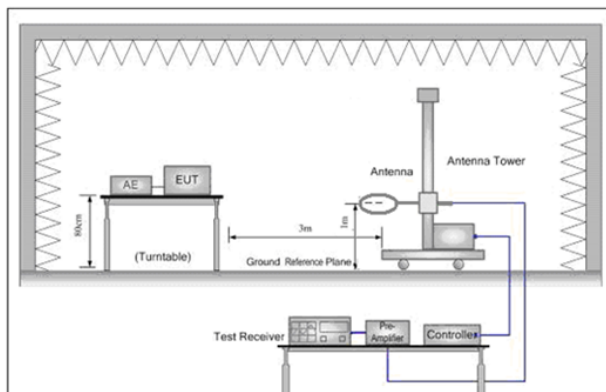 Antenna Tower
Antenna
AE
EUT
80cm
(Turntable)
3m
1m
Ground Reference Plane
Test Receiver
Pre-
Amplifier
Controller